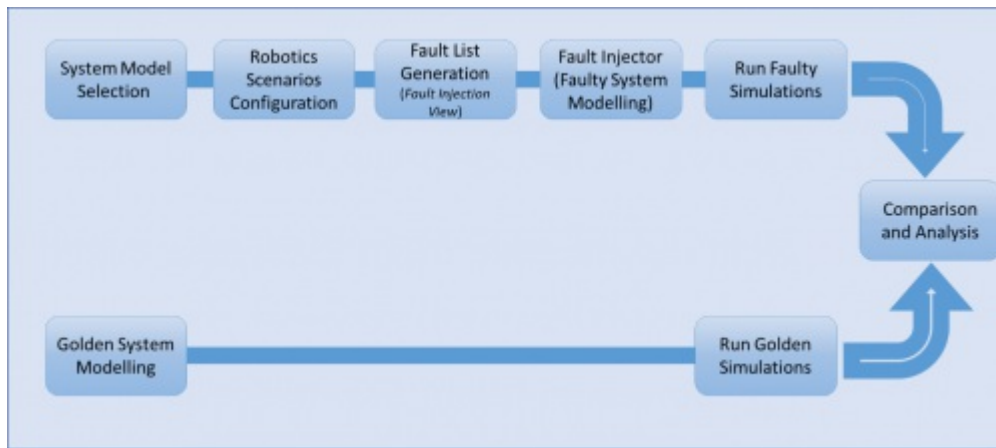 System Model
Selection
Robotics
Scenarios
Configuration
Fault List
Generation
(Fault Injection
View)
Fault Injector
(Faulty System
Modelling)
Run Faulty
Simulations
Comparison
and Analysis
Golden System
Modelling
Run Golden
Simulations